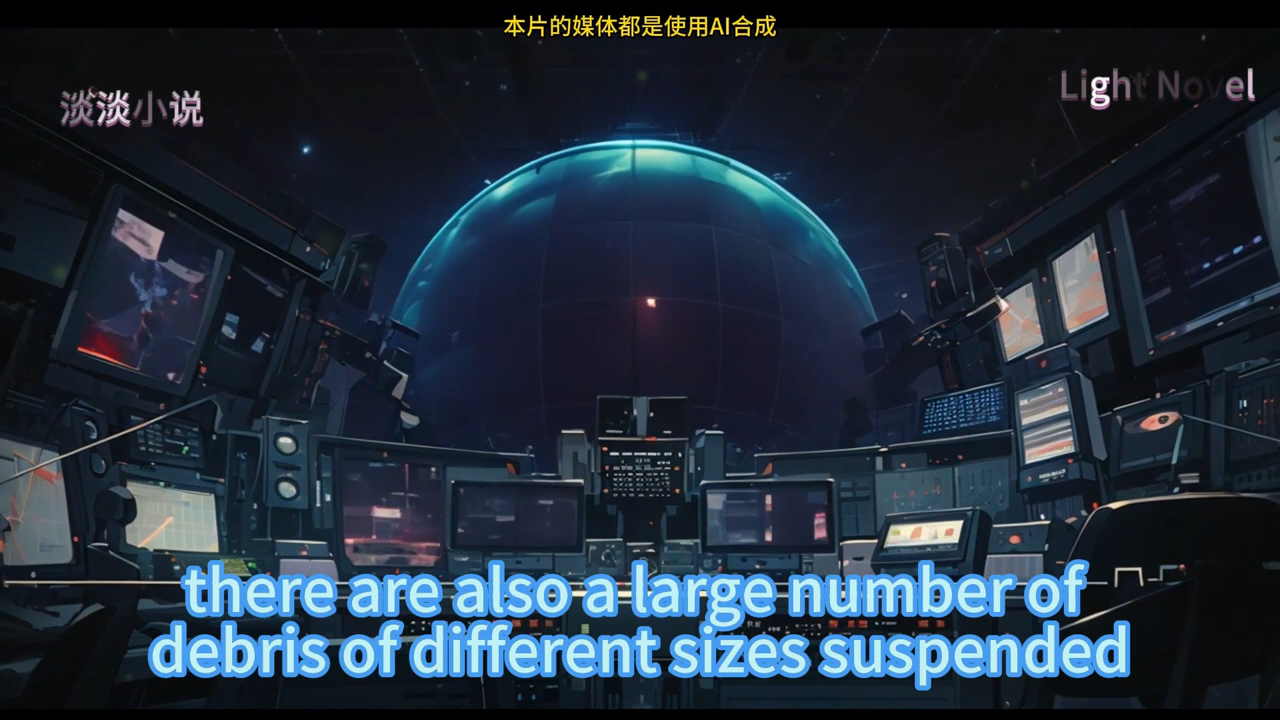 本片的媒体都是使用AI合成
淡淡小说
Light Novel
there are also a large number of
debris of different sizes suspended